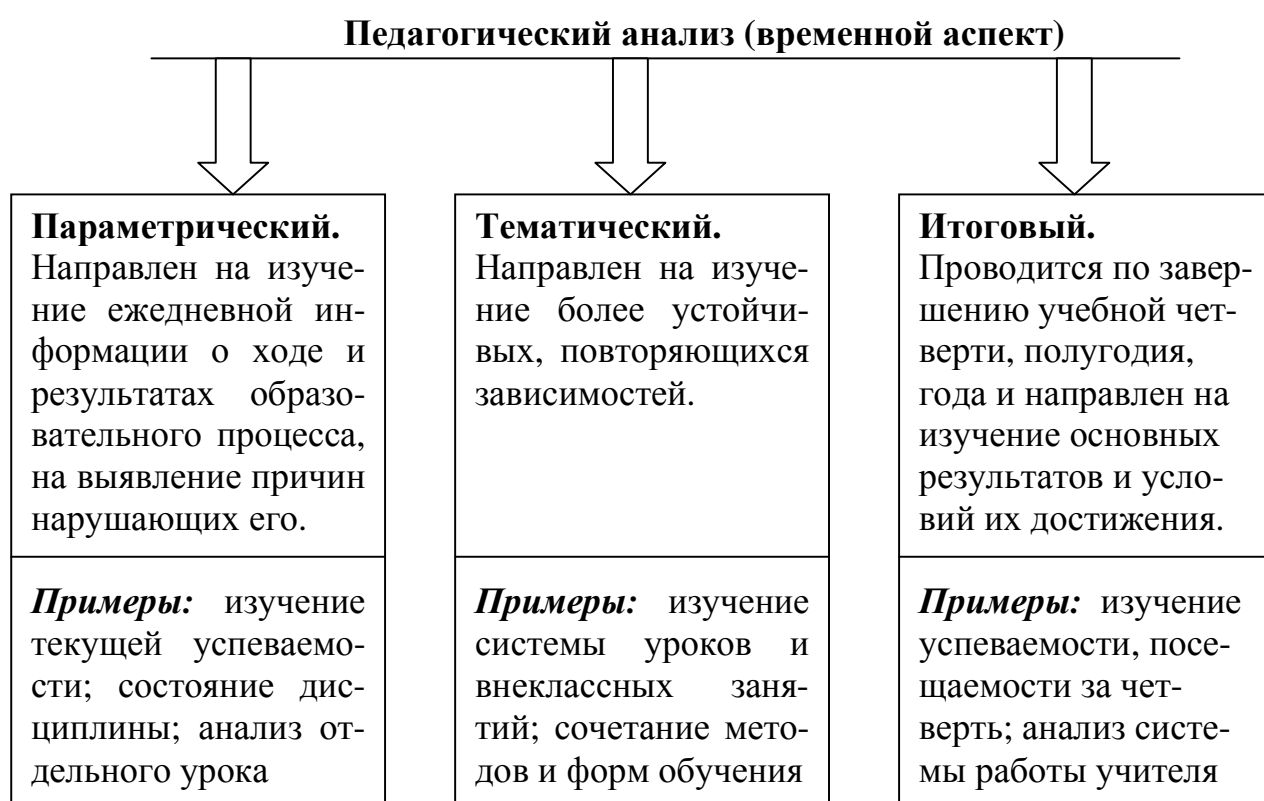 Педагогический анализ (временной аспект)
Параметрический.
Направлен на изуче-
ние ежедневной ин-
формации о ходе и
результатах образо-
вательного процесса,
на выявление причин
нарушающих его.
Примеры: изучение
текущей успеваемо-
сти; состояние дис-
циплины; анализ от-
дельного урока
Тематический.
Направлен на изуче-
ние более устойчи-
вых, повторяющихся
зависимостей.
Примеры: изучение
системы уроков и
внеклассных заня-
тий; сочетание мето-
дов и форм обучения
Итоговый.
Проводится по завер-
шению учебной чет-
верти, полугодия,
года и направлен на
изучение основных
результатов и усло-
вий их достижения.
Примеры: изучение
успеваемости, посе-
щаемости за чет-
верть; анализ систе-
мы работы учителя